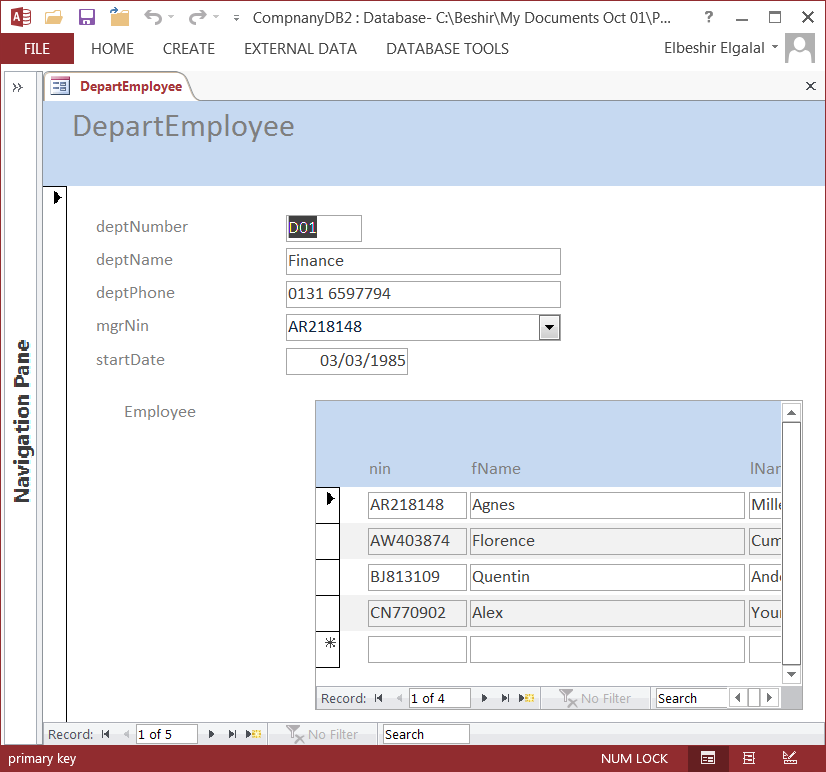 CompnanyDB2 : Database- C:\Beshir\My Documents Oct 01\P...
FILE HOME CREATE EXTERNAL DATA DATABASE TOOLS Elbeshir Elgalal
DepartEmployee
DepartEmployee
Navigation Pane
deptNumber D01
deptName Finance
deptPhone 0131 6597794
mgrNin AR218148
startDate 03/03/1985
Employee
nin fName lNar
AR218148 Agnes Mille
AW403874 Florence Cum
BJ813109 Quentin Ande
CN770902 Alex Your
Record: 1 of 4 No Filter Search
Record: 1 of 5 No Filter Search
primary key NUM LOCK